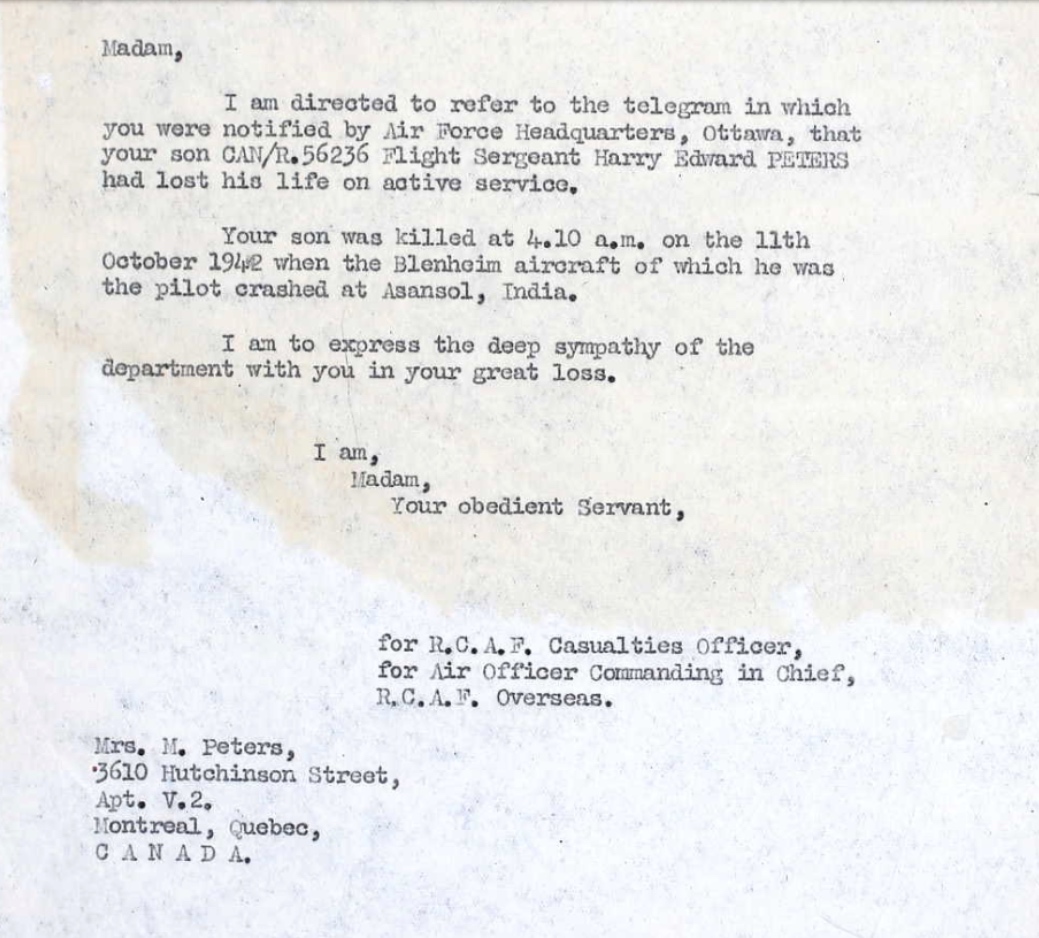 Madam,
I am directed to refer to the telegram in which
you were notified by Air Force Headquarters, Ottawa, that
your son CAN/R.56236 Flight Sergeant Harry Edward PETERS
had lost his life on active service.
Your son was killed at 4.10 a.m. on the 11th
October 1942 when the Blenheim aircraft of which he was
the pilot crashed at Asansol, India.
I am to express the deep sympathy of the
department with you in your great loss.
I am,
Madam,
Your obedient Servant,
for R.C.A.F. Casualties Officer,
for Air Officer Commanding in Chief,
R.C.A.F. Overseas.
Mrs. M. Peters,
3610 Hutchinson Street,
Apt. V.2.
Montreal, Quebec,
C A N A D A.